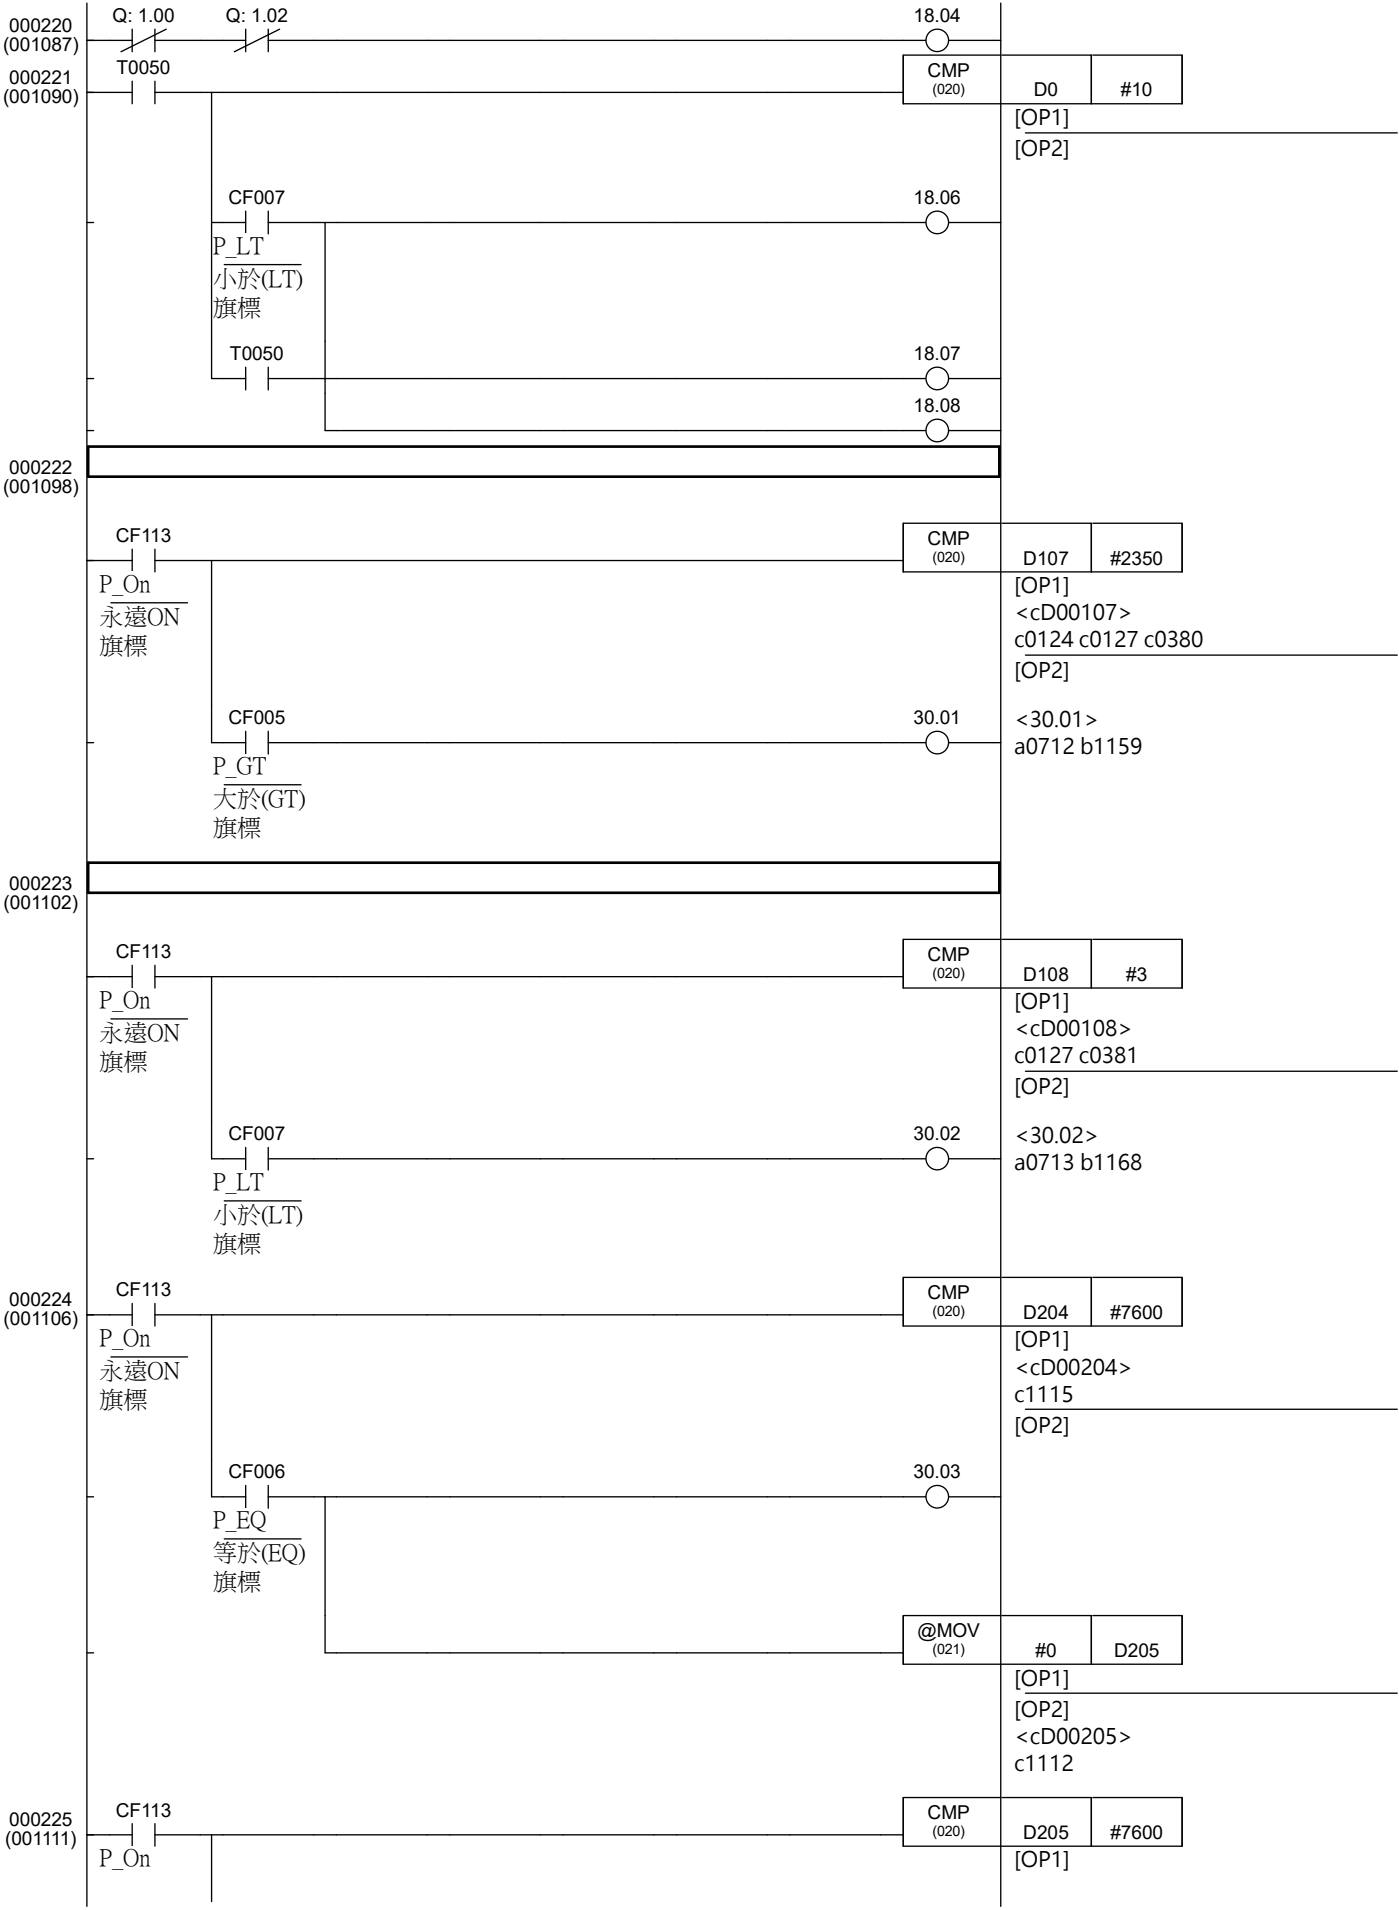 000220
(001087)
Q: 1.00
Q: 1.02
18.04
000221
(001090)
T0050
CMP
(020)
D0
#10
[OP1]
[OP2]
CF007
P_LT
小於(LT)
旗標
18.06
T0050
18.07
18.08
000222
(001098)
CF113
P_On
永遠ON
旗標
CMP
(020)
D107
#2350
[OP1]
<cD00107>
c0124 c0127 c0380
[OP2]
CF005
P_GT
大於(GT)
旗標
30.01
<30.01>
a0712 b1159
000223
(001102)
CF113
P_On
永遠ON
旗標
CMP
(020)
D108
#3
[OP1]
<cD00108>
c0127 c0381
[OP2]
CF007
P_LT
小於(LT)
旗標
30.02
<30.02>
a0713 b1168
000224
(001106)
CF113
P_On
永遠ON
旗標
CMP
(020)
D204
#7600
[OP1]
<cD00204>
c1115
[OP2]
CF006
P_EQ
等於(EQ)
旗標
30.03
@MOV
(021)
#0
D205
[OP1]
[OP2]
<cD00205>
c1112
000225
(001111)
CF113
P_On
CMP
(020)
D205
#7600
[OP1]